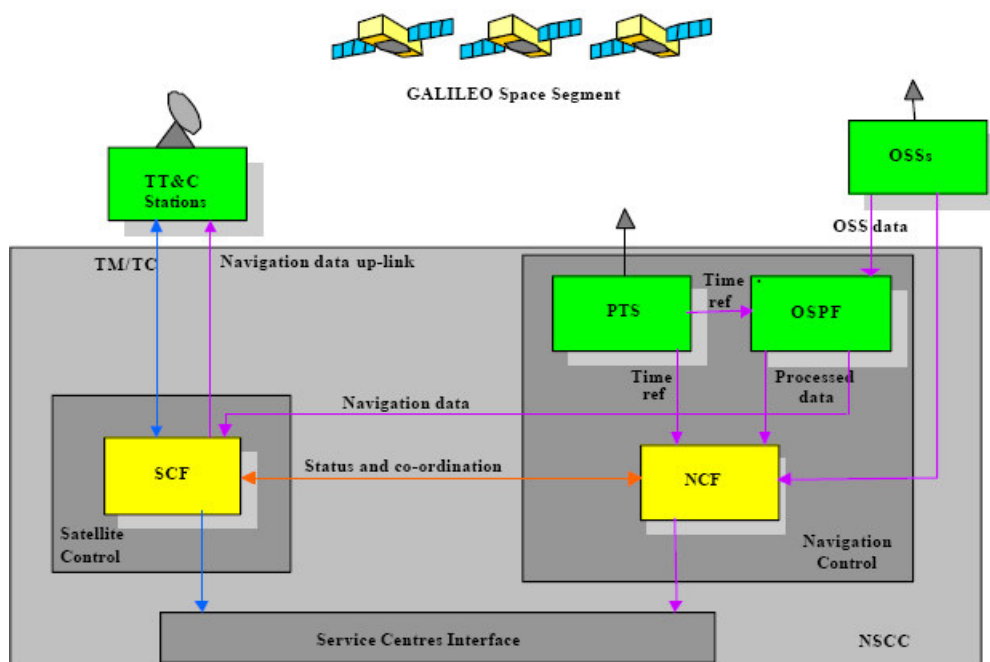 GALILEO Space Segment
TT&C
Stations
OSSs
OSS data
TM/TC
Navigation data up-link
Time
ref
PTS
OSPF
Time
ref
Processed
data
Navigation data
SCF
Status and co-ordination
NCF
Satellite
Control
Navigation
Control
Service Centres Interface
NSCC